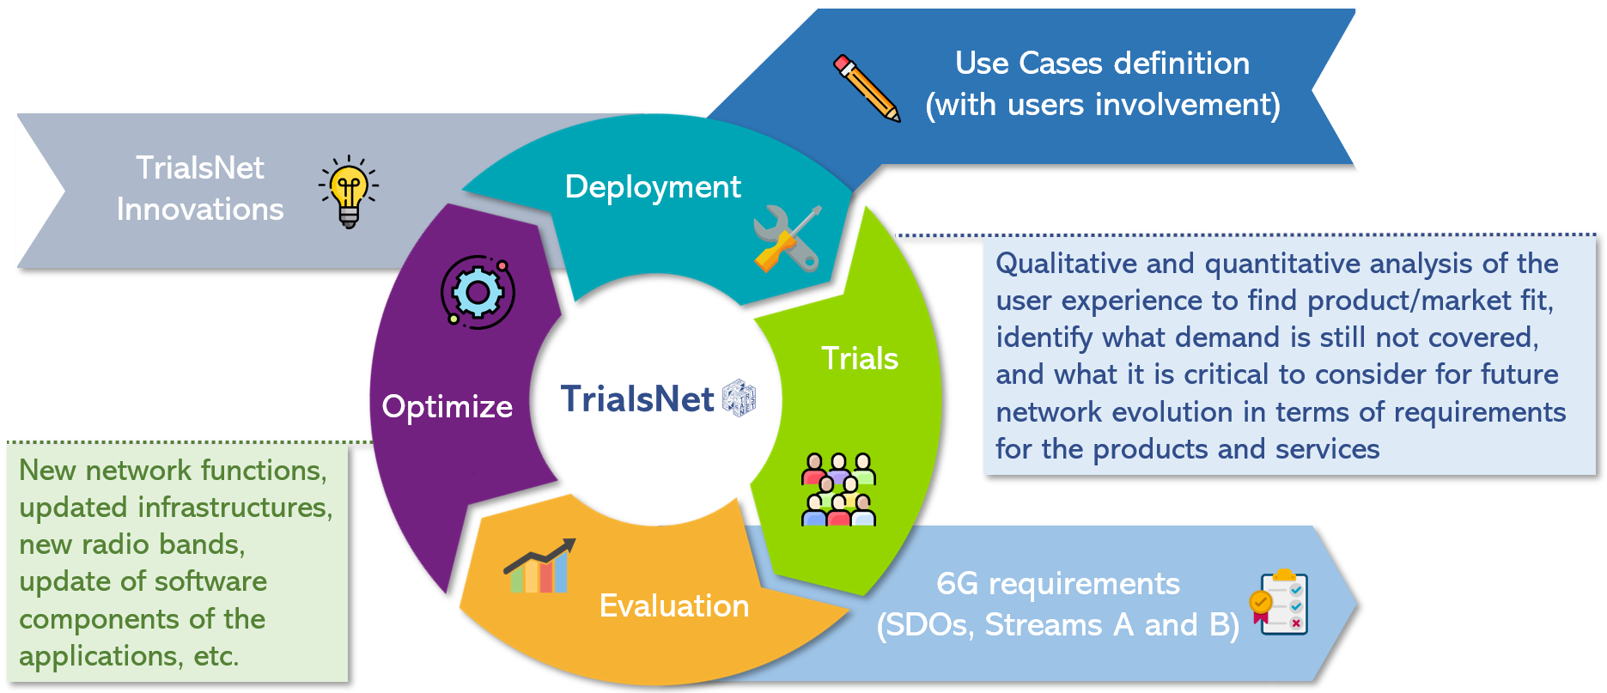 Use Cases definition
(with users involvement)
TrialsNet
Innovations
Deployment
Qualitative and quantitative analysis of the
user experience to find product/market fit,
identify what demand is still not covered,
and what it is critical to consider for future
network evolution in terms of requirements
for the products and services
Trials
TrialsNet
Optimize
New network functions,
updated infrastructures,
new radio bands,
update of software
components of the
applications, etc.
Evaluation
6G requirements
(SDOs, Streams A and B)